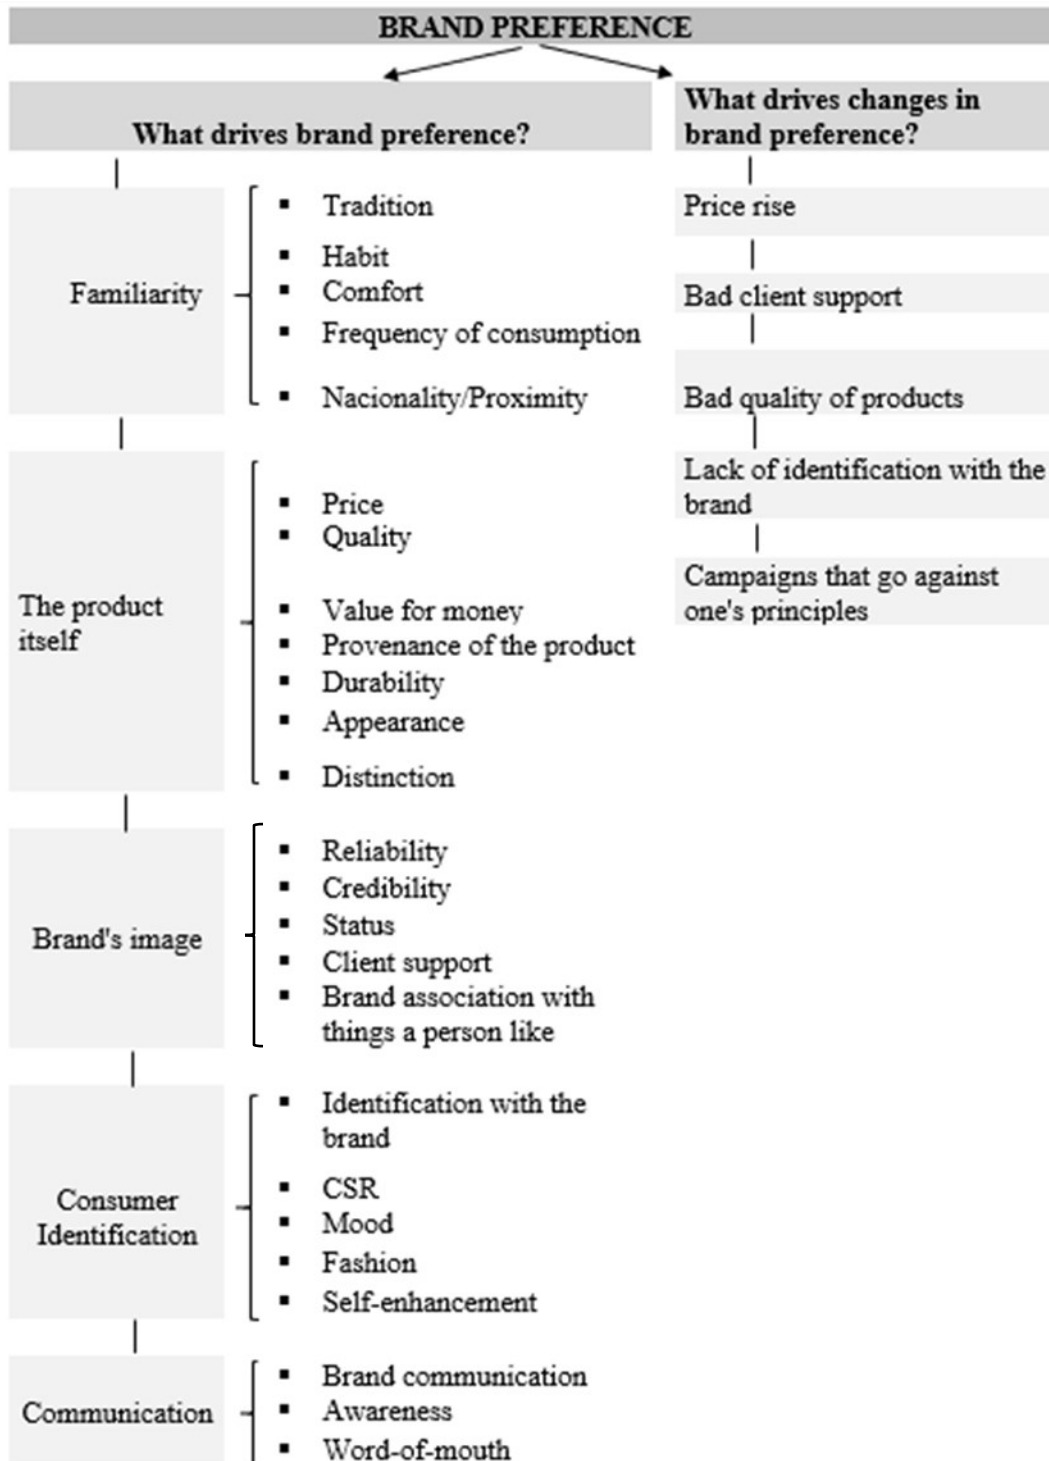 BRAND PREFERENCE
What drives brand preference?
Familiarity
▪ Tradition
▪ Habit
▪ Comfort
▪ Frequency of consumption
▪ Nacionality/Proximity
The product
itself
▪ Price
▪ Quality
▪ Value for money
▪ Provenance of the product
▪ Durability
▪ Appearance
▪ Distinction
Brand's image
▪ Reliability
▪ Credibility
▪ Status
▪ Client support
▪ Brand association with
things a person like
Consumer
Identification
▪ Identification with the
brand
▪ CSR
▪ Mood
▪ Fashion
▪ Self-enhancement
Communication
▪ Brand communication
▪ Awareness
▪ Word-of-mouth
What drives changes in
brand preference?
Price rise
Bad client support
Bad quality of products
Lack of identification with the
brand
Campaigns that go against
one's principles